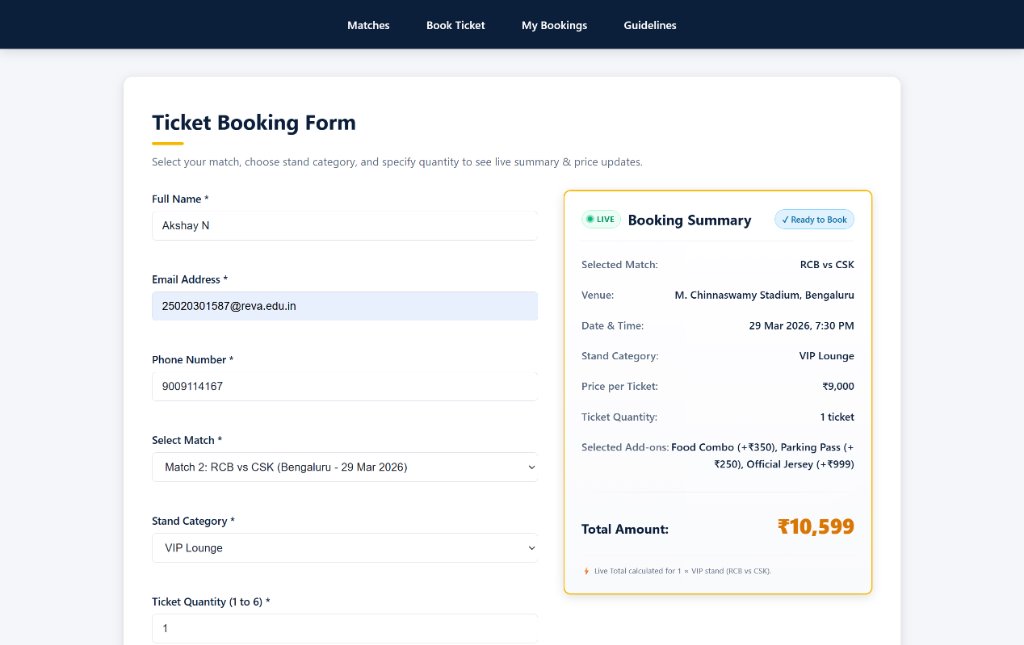 Matches Book Ticket My Bookings Guidelines
Ticket Booking Form
Select your match, choose stand category, and specify quantity to see live summary & price updates.
Full Name *
Akshay N
Email Address *
25020301587@reva.edu.in
Phone Number *
9009114167
Select Match *
Match 2: RCB vs CSK (Bengaluru - 29 Mar 2026)
Stand Category *
VIP Lounge
Ticket Quantity (1 to 6) *
1
LIVE Booking Summary ✓ Ready to Book
Selected Match: RCB vs CSK
Venue: M. Chinnaswamy Stadium, Bengaluru
Date & Time: 29 Mar 2026, 7:30 PM
Stand Category: VIP Lounge
Price per Ticket: ₹9,000
Ticket Quantity: 1 ticket
Selected Add-ons: Food Combo (+₹350), Parking Pass (+
₹250), Official Jersey (+₹999)
Total Amount: ₹10,599
⚡ Live Total calculated for 1 × VIP stand (RCB vs CSK).